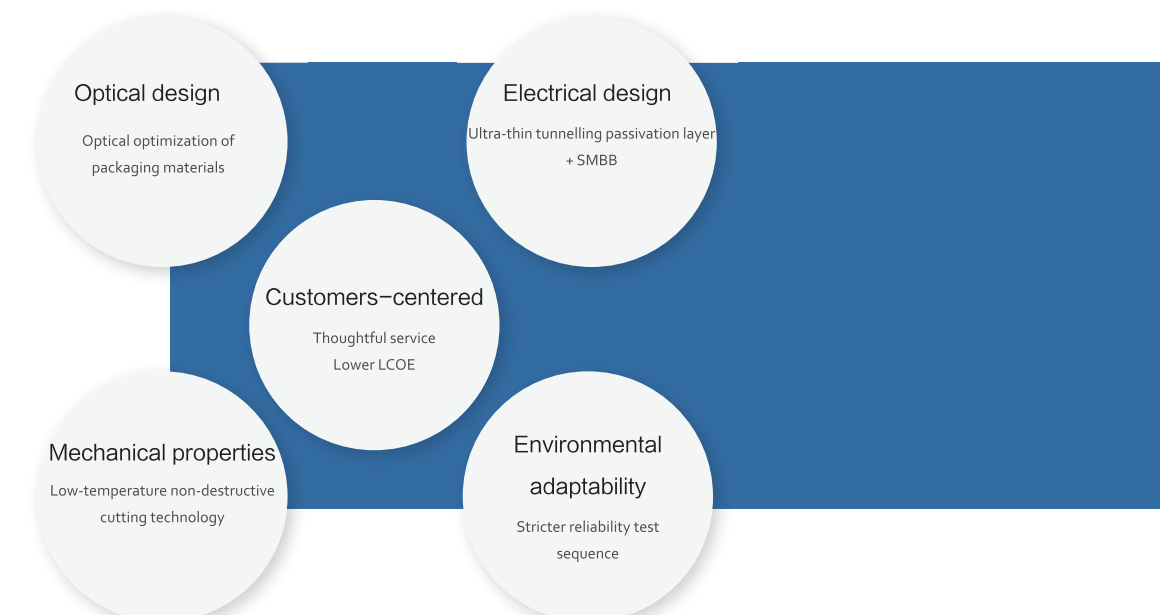 Optical design
Optical optimization of
packaging materials
Electrical design
Ultra-thin tunnelling passivation layer
+ SMBB
Customers-centered
Thoughtful service
Lower LCOE
Mechanical properties
Low-temperature non-destructive
cutting technology
Environmental
adaptability
Stricter reliability test
sequence